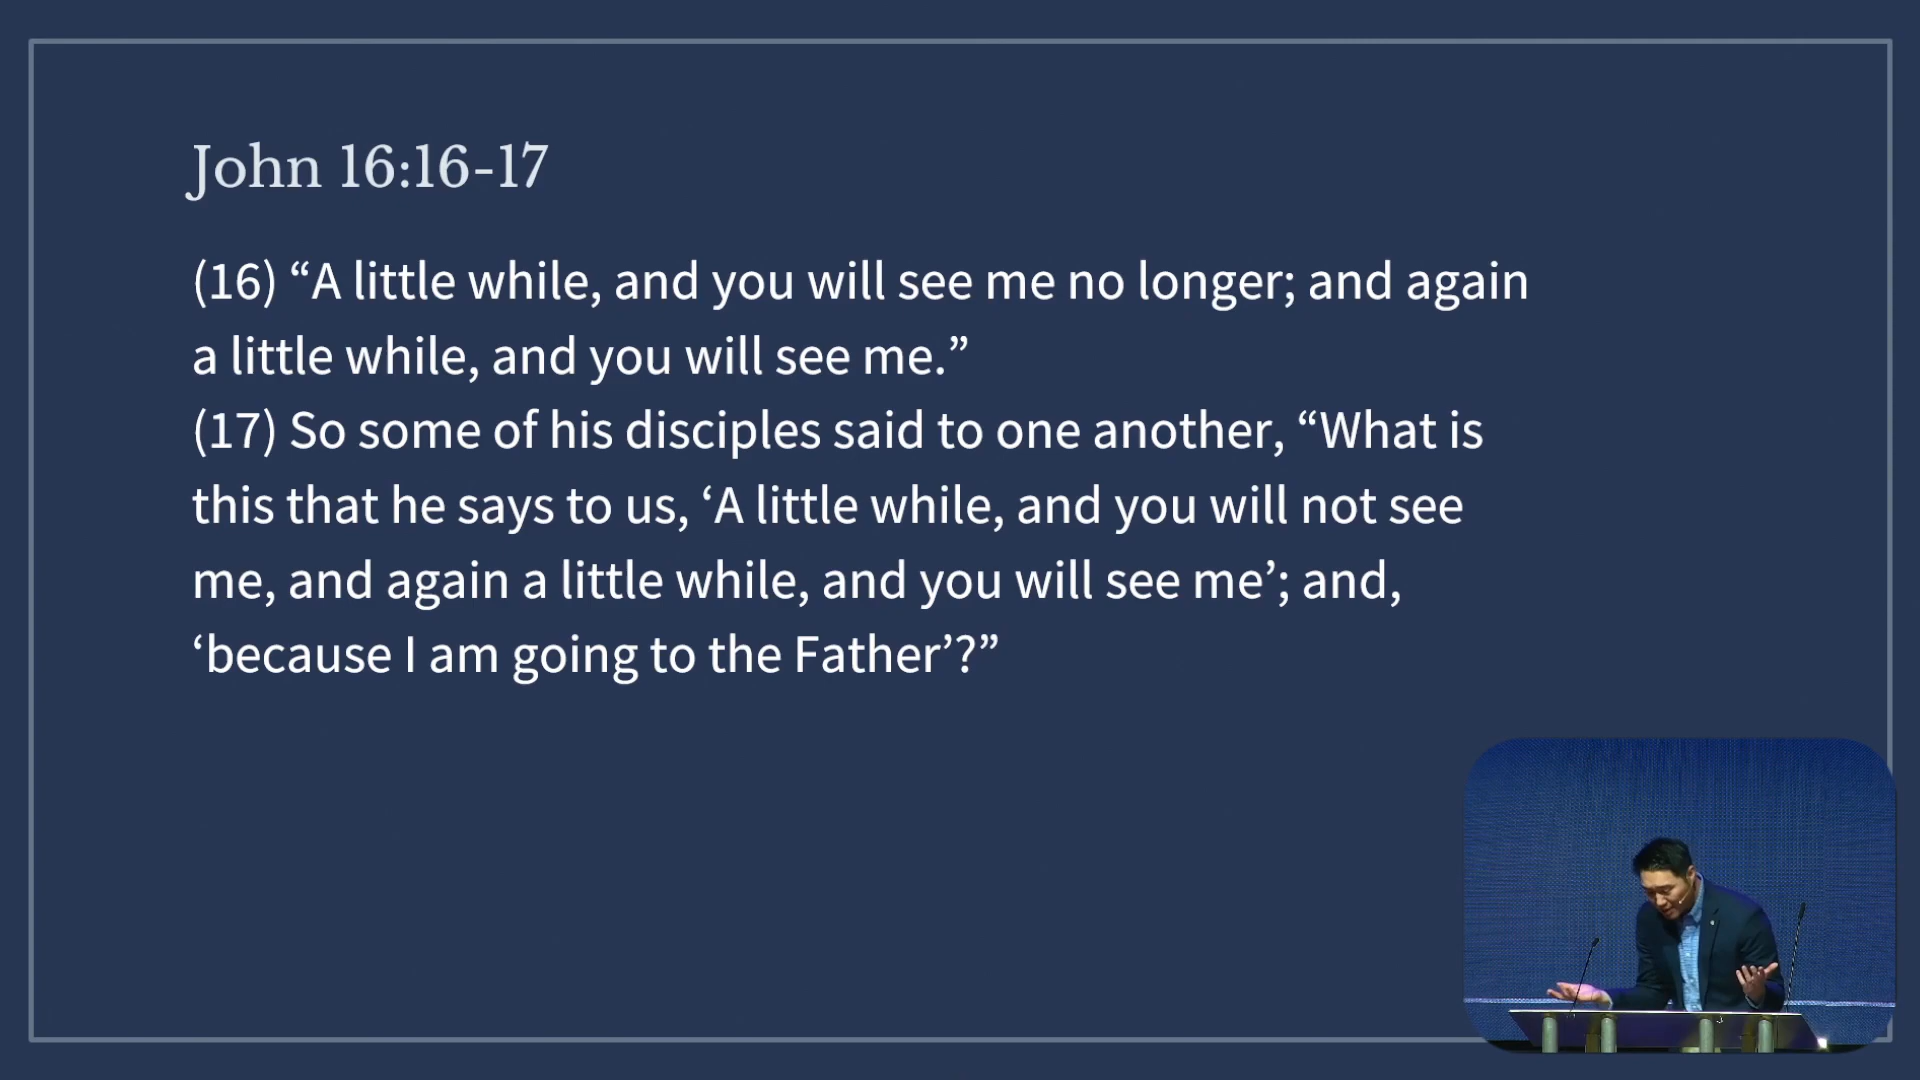 John 16:16-17
(16) “A little while, and you will see me no longer; and again
a little while, and you will see me.”
(17) So some of his disciples said to one another, “What is
this that he says to us, ‘A little while, and you will not see
me, and again a little while, and you will see me’; and,
‘because I am going to the Father’?”